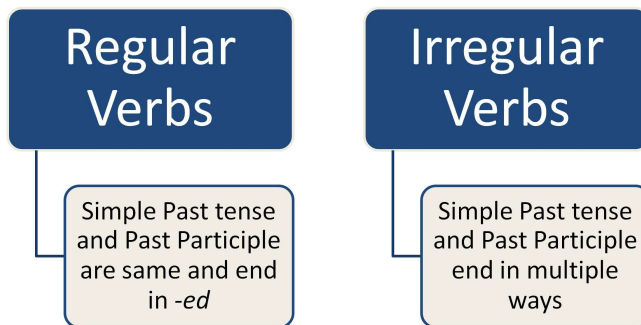 Regular
Verbs
Simple Past tense
and Past Participle
are same and end
in -ed
Irregular
Verbs
Simple Past tense
and Past Participle
end in multiple
ways